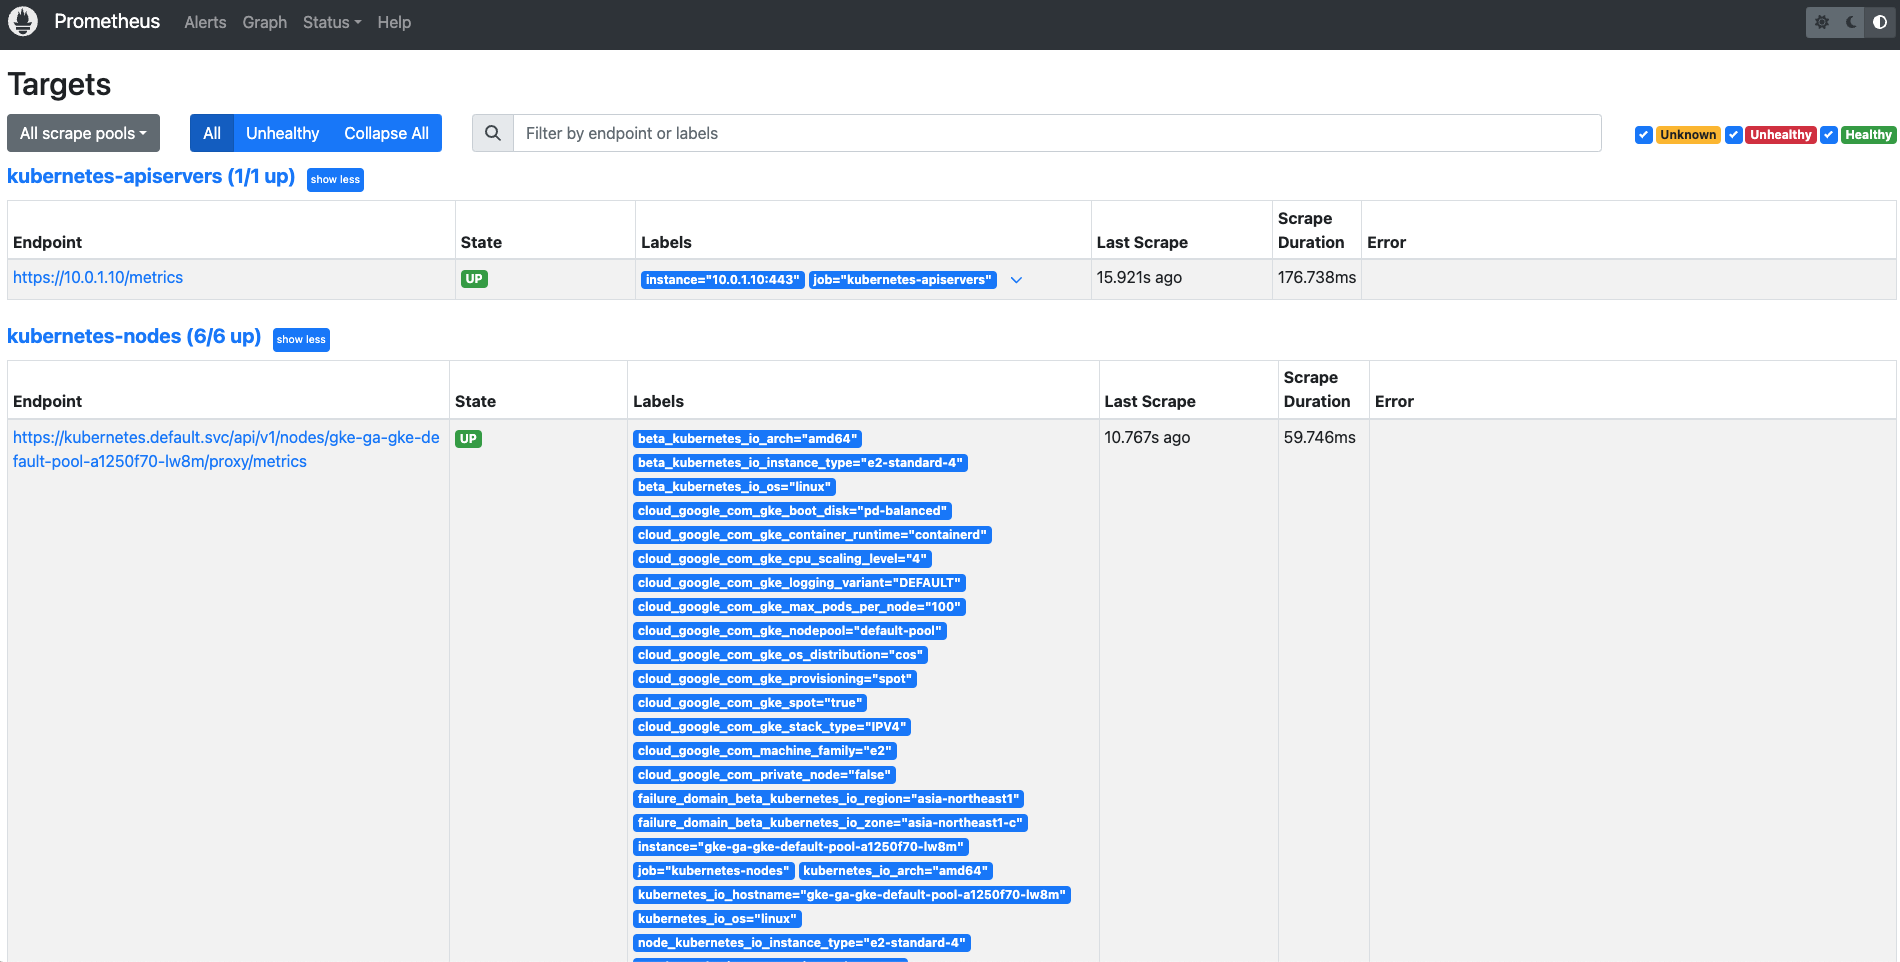 Prometheus Alerts Graph Status Help
Targets
All scrape pools All Unhealthy Collapse All Filter by endpoint or labels Unknown Unhealthy Healthy
kubernetes-apiservers (1/1 up) show less
Endpoint State Labels Last Scrape Scrape Duration Error
https://10.0.1.10/metrics UP instance="10.0.1.10:443" job="kubernetes-apiservers" 15.921s ago 176.738ms
kubernetes-nodes (6/6 up) show less
Endpoint State Labels Last Scrape Scrape Duration Error
https://kubernetes.default.svc/api/v1/nodes/gke-ga-gke-de
fault-pool-a1250f70-lw8m/proxy/metrics
UP
beta_kubernetes_io_arch="amd64"
beta_kubernetes_io_instance_type="e2-standard-4"
beta_kubernetes_io_os="linux"
cloud_google_com_gke_boot_disk="pd-balanced"
cloud_google_com_gke_container_runtime="containerd"
cloud_google_com_gke_cpu_scaling_level="4"
cloud_google_com_gke_logging_variant="DEFAULT"
cloud_google_com_gke_max_pods_per_node="100"
cloud_google_com_gke_nodepool="default-pool"
cloud_google_com_gke_os_distribution="cos"
cloud_google_com_gke_provisioning="spot"
cloud_google_com_gke_spot="true"
cloud_google_com_gke_stack_type="IPV4"
cloud_google_com_machine_family="e2"
cloud_google_com_private_node="false"
failure_domain_beta_kubernetes_io_region="asia-northeast1"
failure_domain_beta_kubernetes_io_zone="asia-northeast1-c"
instance="gke-ga-gke-default-pool-a1250f70-lw8m"
job="kubernetes-nodes" kubernetes_io_arch="amd64"
kubernetes_io_hostname="gke-ga-gke-default-pool-a1250f70-lw8m"
kubernetes_io_os="linux"
node_kubernetes_io_instance_type="e2-standard-4"
10.767s ago
59.746ms